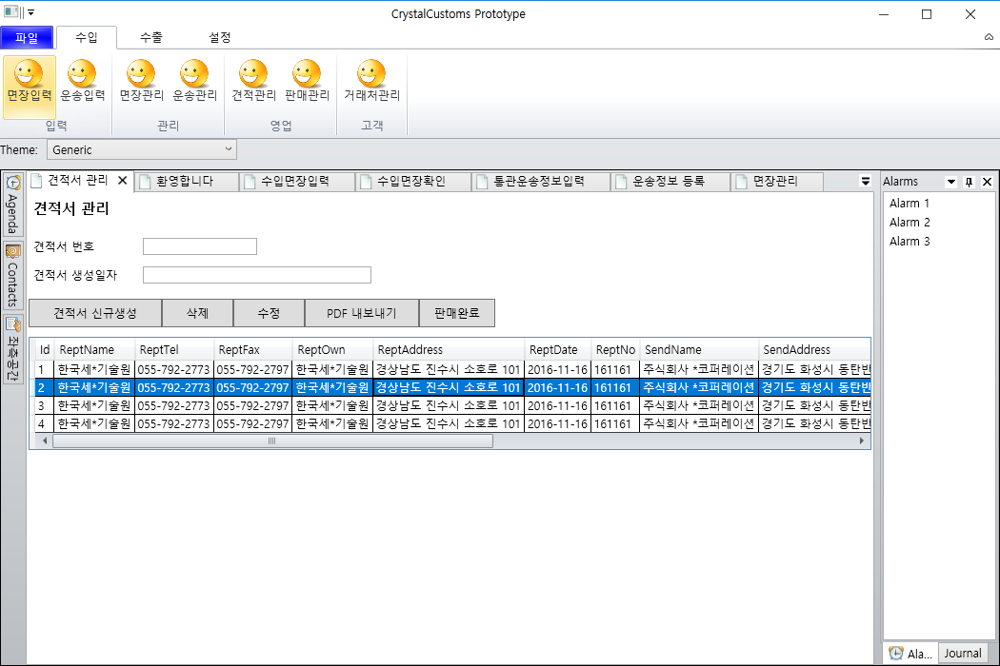 CrystalCustoms Prototype
파일 수입 수출 설정
면장입력 운송입력 면장관리 운송관리 견적관리 판매관리 거래처관리
입력 관리 영업 고객
Theme: Generic
견적서 관리 환영합니다 수입면장입력 수입면장확인 통관운송정보입력 운송정보 등록 면장관리
Agenda
Contacts
좌측공간
견적서 관리
견적서 번호
견적서 생성일자
견적서 신규생성 삭제 수정 PDF 내보내기 판매완료
Id ReptName ReptTel ReptFax ReptOwn ReptAddress ReptDate ReptNo SendName SendAddress
1 한국세*기술원 055-792-2773 055-792-2797 한국세*기술원 경상남도 진수시 소호로 101 2016-11-16 161161 주식회사 *코퍼레이션 경기도 화성시 동탄반
2 한국세*기술원 055-792-2773 055-792-2797 한국세*기술원 경상남도 진수시 소호로 101 2016-11-16 161161 주식회사 *코퍼레이션 경기도 화성시 동탄반
3 한국세*기술원 055-792-2773 055-792-2797 한국세*기술원 경상남도 진수시 소호로 101 2016-11-16 161161 주식회사 *코퍼레이션 경기도 화성시 동탄반
4 한국세*기술원 055-792-2773 055-792-2797 한국세*기술원 경상남도 진수시 소호로 101 2016-11-16 161161 주식회사 *코퍼레이션 경기도 화성시 동탄반
Alarms
Alarm 1
Alarm 2
Alarm 3
Ala... Journal